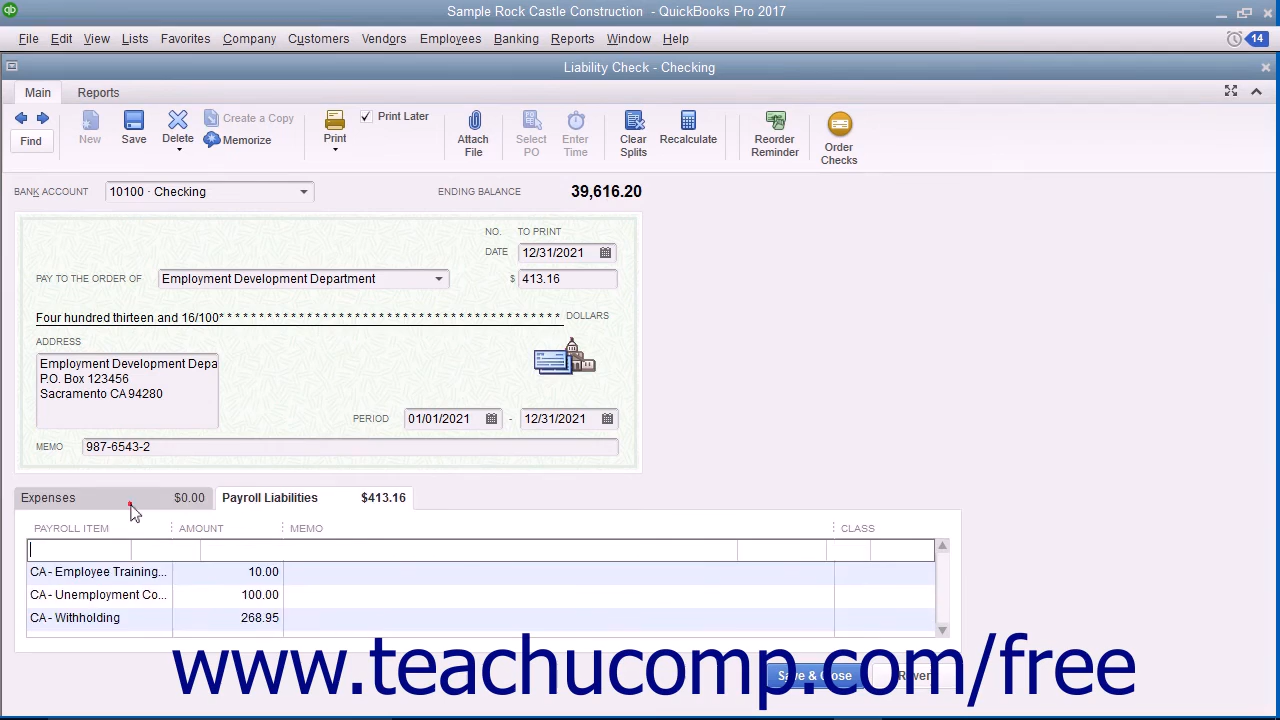 qb
Sample Rock Castle Construction - QuickBooks Pro 2017
File Edit View Lists Favorites Company Customers Vendors Employees Banking Reports Window Help 14
Liability Check - Checking
Main Reports
Find
New
Save
Delete
Create a Copy
Memorize
Print
Print Later
Attach
File
Select
PO
Enter
Time
Clear
Splits
Recalculate
Reorder
Reminder
Order
Checks
BANK ACCOUNT 10100 · Checking ENDING BALANCE 39,616.20
NO. TO PRINT
DATE 12/31/2021
PAY TO THE ORDER OF Employment Development Department $ 413.16
Four hundred thirteen and 16/100* * * * * * * * * * * * * * * * * * * * * * * * * * * * * * * * * * * * * * * * * DOLLARS
ADDRESS
Employment Development Depa
P.O. Box 123456
Sacramento CA 94280
PERIOD 01/01/2021 - 12/31/2021
MEMO 987-6543-2
Expenses $0.00 Payroll Liabilities $413.16
PAYROLL ITEM AMOUNT MEMO CLASS
CA - Employee Training... 10.00
CA - Unemployment Co... 100.00
CA - Withholding 268.95
Save & Close
www.teachucomp.com/free